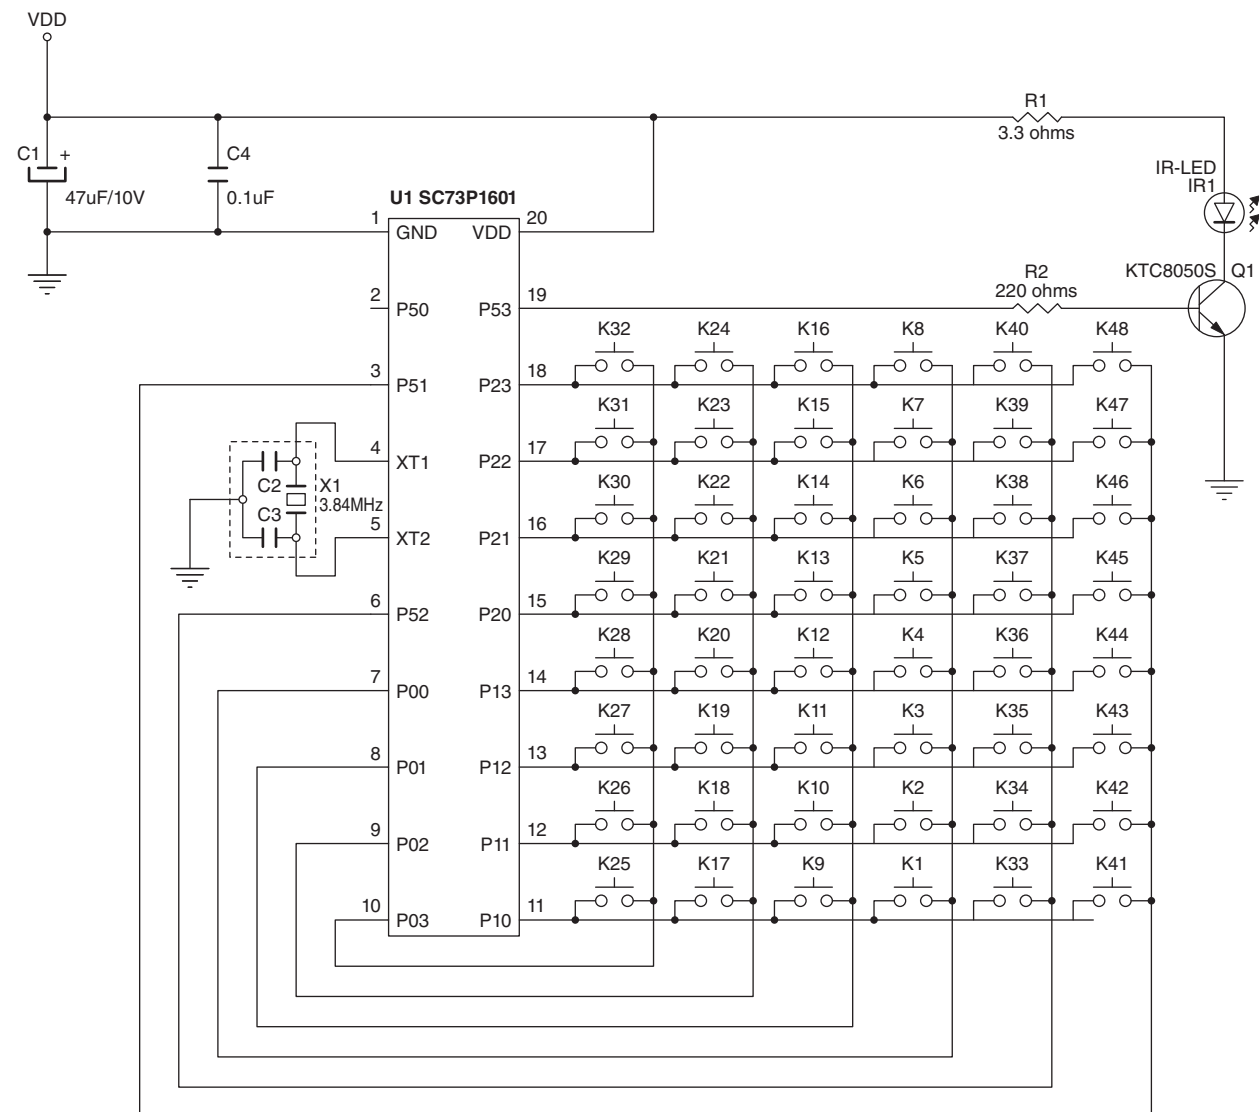 VDD
R1
3.3 ohms
C1 +
47uF/10V
C4
0.1uF
IR-LED
IR1
U1 SC73P1601
1 GND VDD 20
KTC8050S Q1
R2
220 ohms
2 P50 P53 19
K32 K24 K16 K8 K40 K48
3 P51 P23 18
K31 K23 K15 K7 K39 K47
4 XT1 P22 17
C2 X1
3.84MHz
C3
K30 K22 K14 K6 K38 K46
5 XT2 P21 16
K29 K21 K13 K5 K37 K45
6 P52 P20 15
K28 K20 K12 K4 K36 K44
7 P00 P13 14
K27 K19 K11 K3 K35 K43
8 P01 P12 13
K26 K18 K10 K2 K34 K42
9 P02 P11 12
K25 K17 K9 K1 K33 K41
10 P03 P10 11